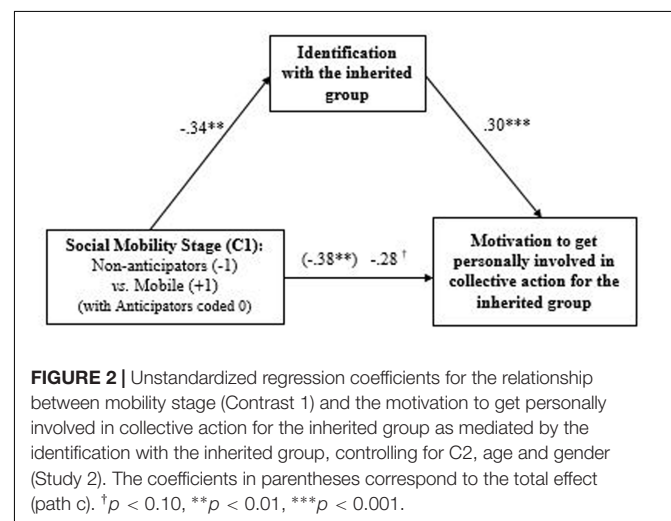 Identification
with the inherited
group
-.34**
.30***
Social Mobility Stage (C1):
Non-anticipators (-1)
vs. Mobile (+1)
(with Anticipators coded 0)
(-.38**) -.28 †
Motivation to get
personally involved in
collective action for the
inherited group
FIGURE 2 | Unstandardized regression coefficients for the relationship
between mobility stage (Contrast 1) and the motivation to get personally
involved in collective action for the inherited group as mediated by the
identification with the inherited group, controlling for C2, age and gender
(Study 2). The coefficients in parentheses correspond to the total effect
(path c). †p < 0.10, **p < 0.01, ***p < 0.001.